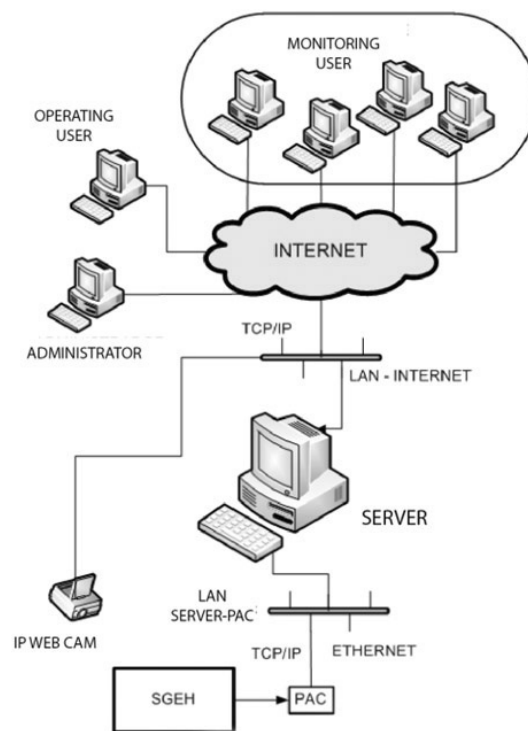 MONITORING
USER
OPERATING
USER
INTERNET
ADMINISTRATOR
TCP/IP
LAN - INTERNET
SERVER
LAN
SERVER-PAC
IP WEB CAM
TCP/IP
ETHERNET
SGEH
PAC